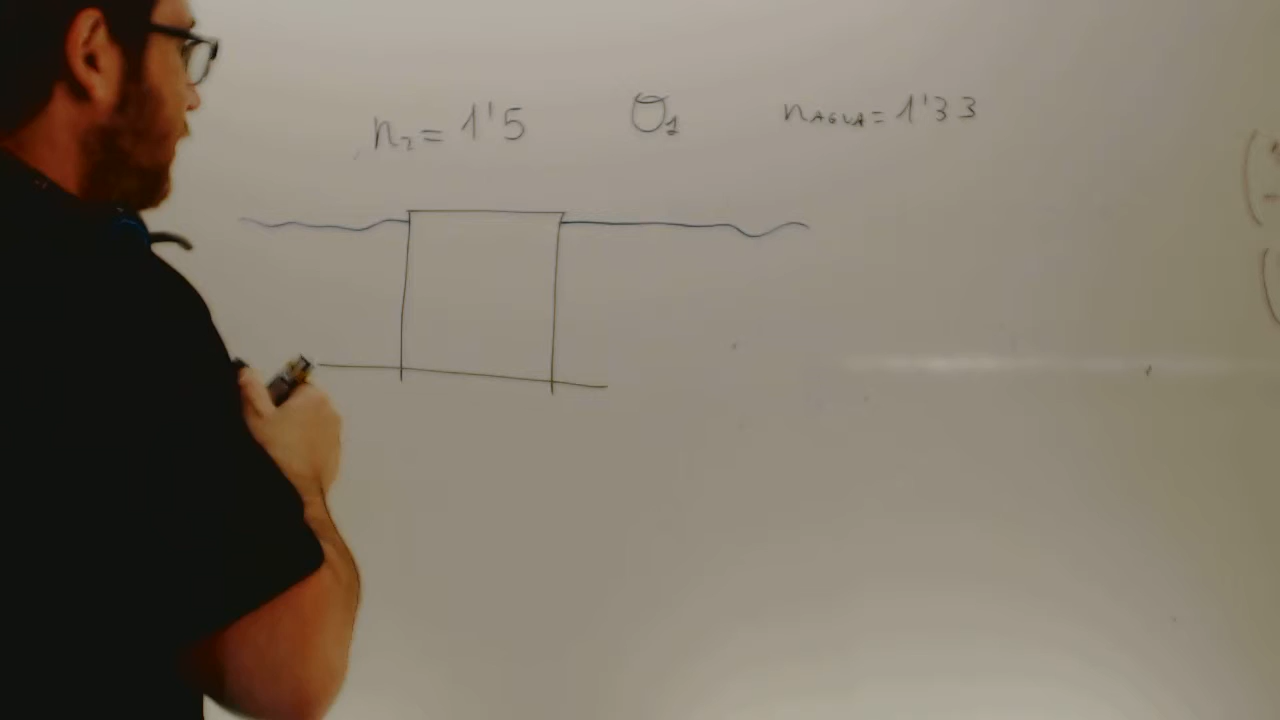 n₂ = 1'5 Θ₁ nAGUA = 1'33